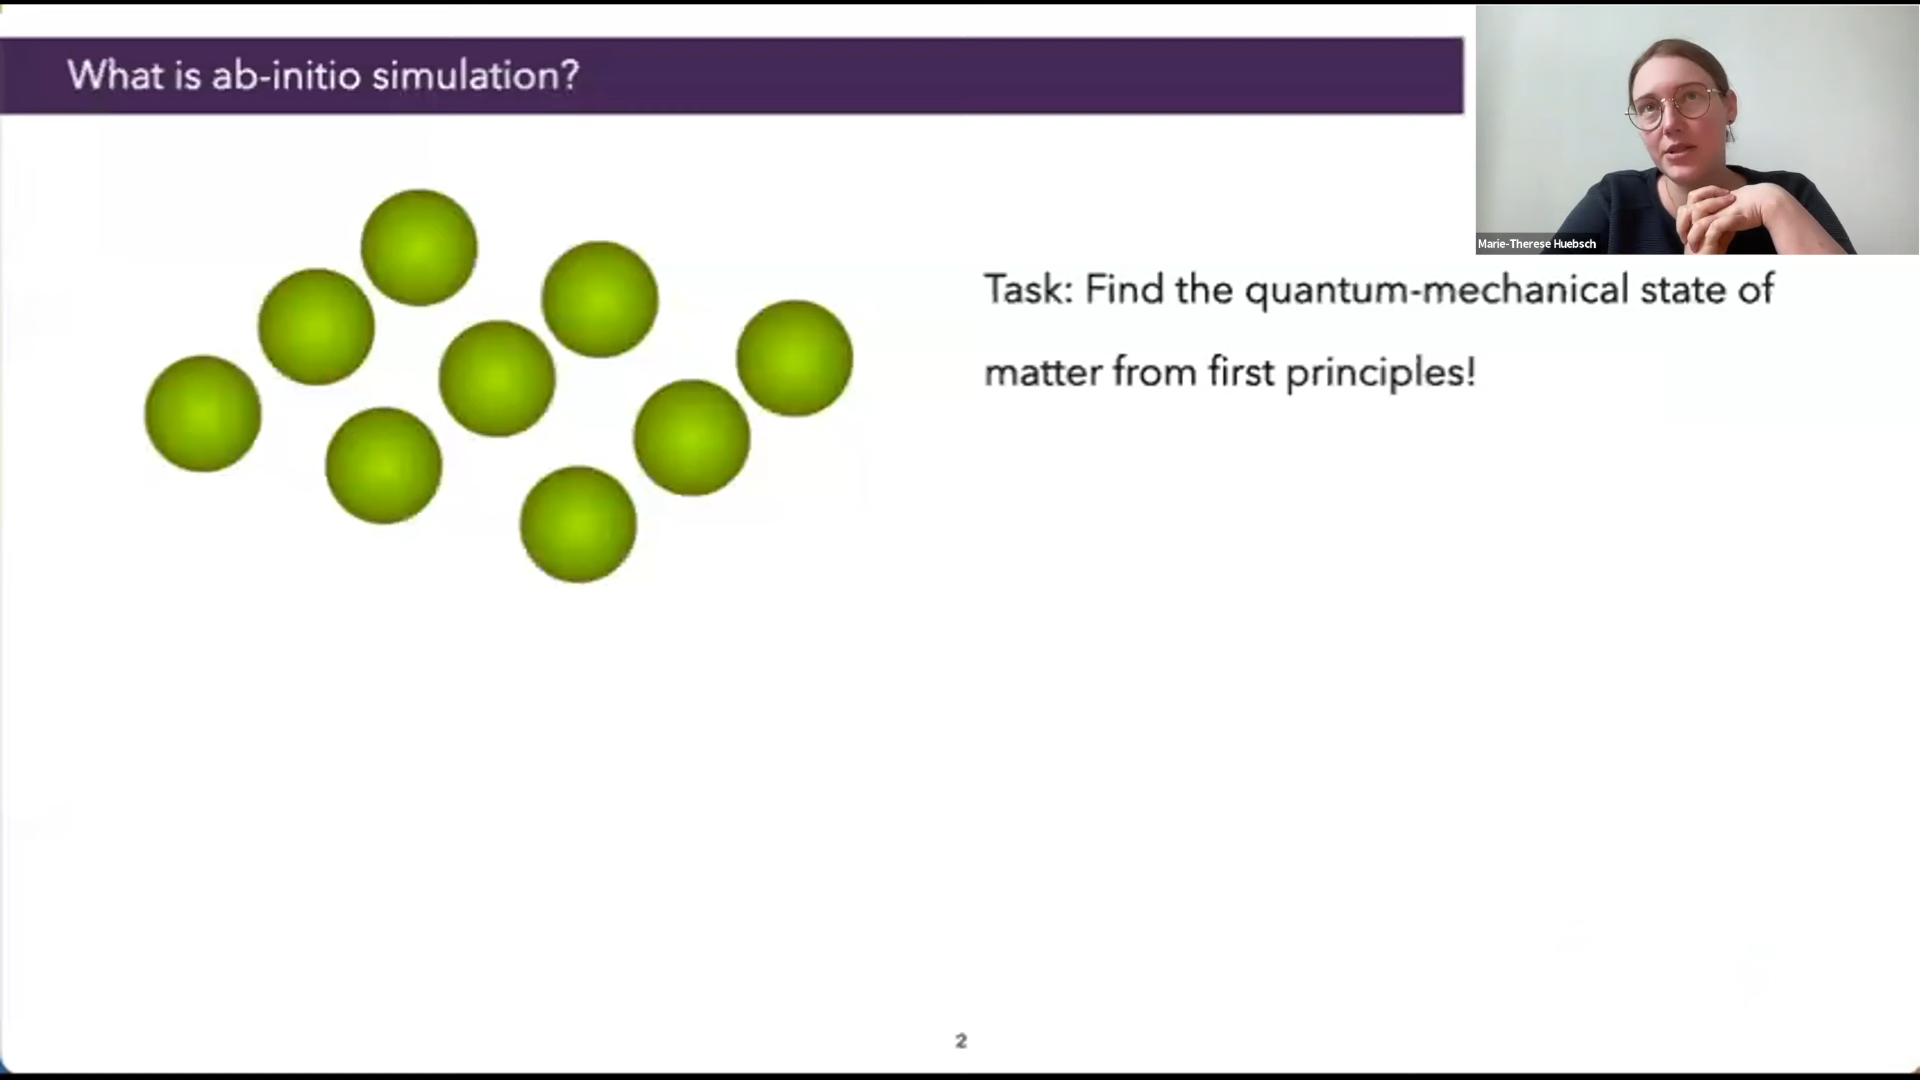 What is ab-initio simulation?
Marie-Therese Huebsch
Task: Find the quantum-mechanical state of
matter from first principles!
2